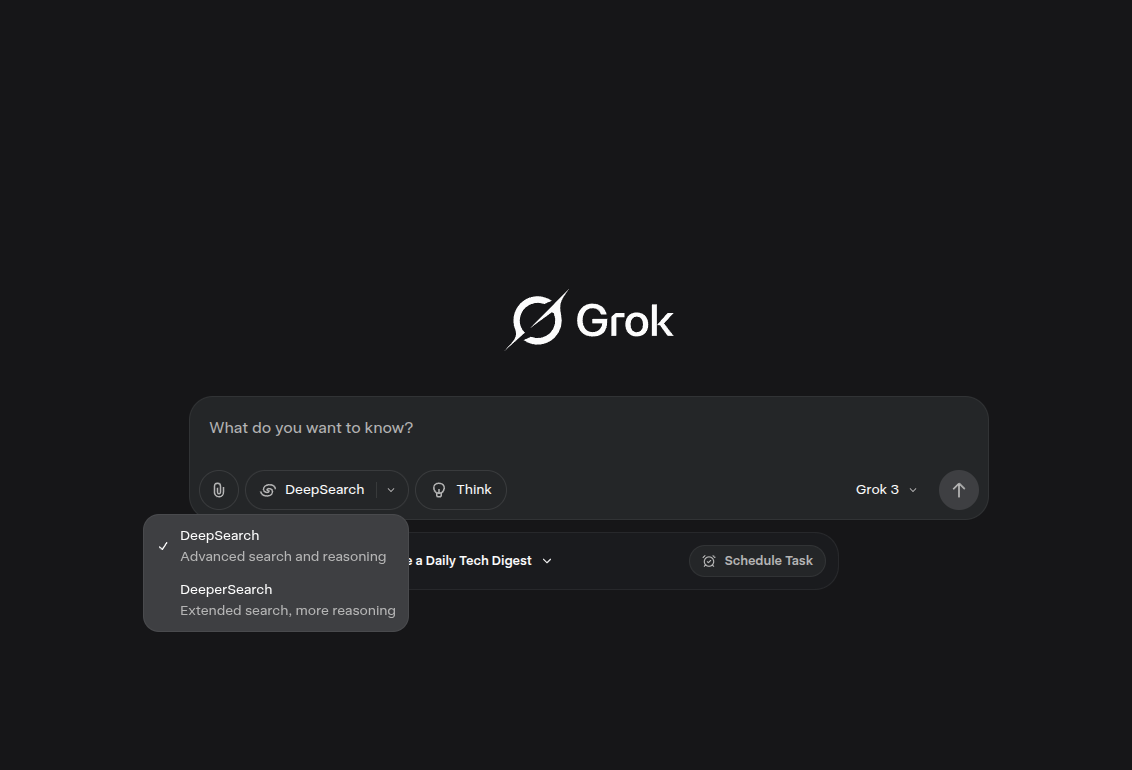 Grok
What do you want to know?
DeepSearch
Think
Grok 3
DeepSearch
Advanced search and reasoning
DeeperSearch
Extended search, more reasoning
a Daily Tech Digest
Schedule Task